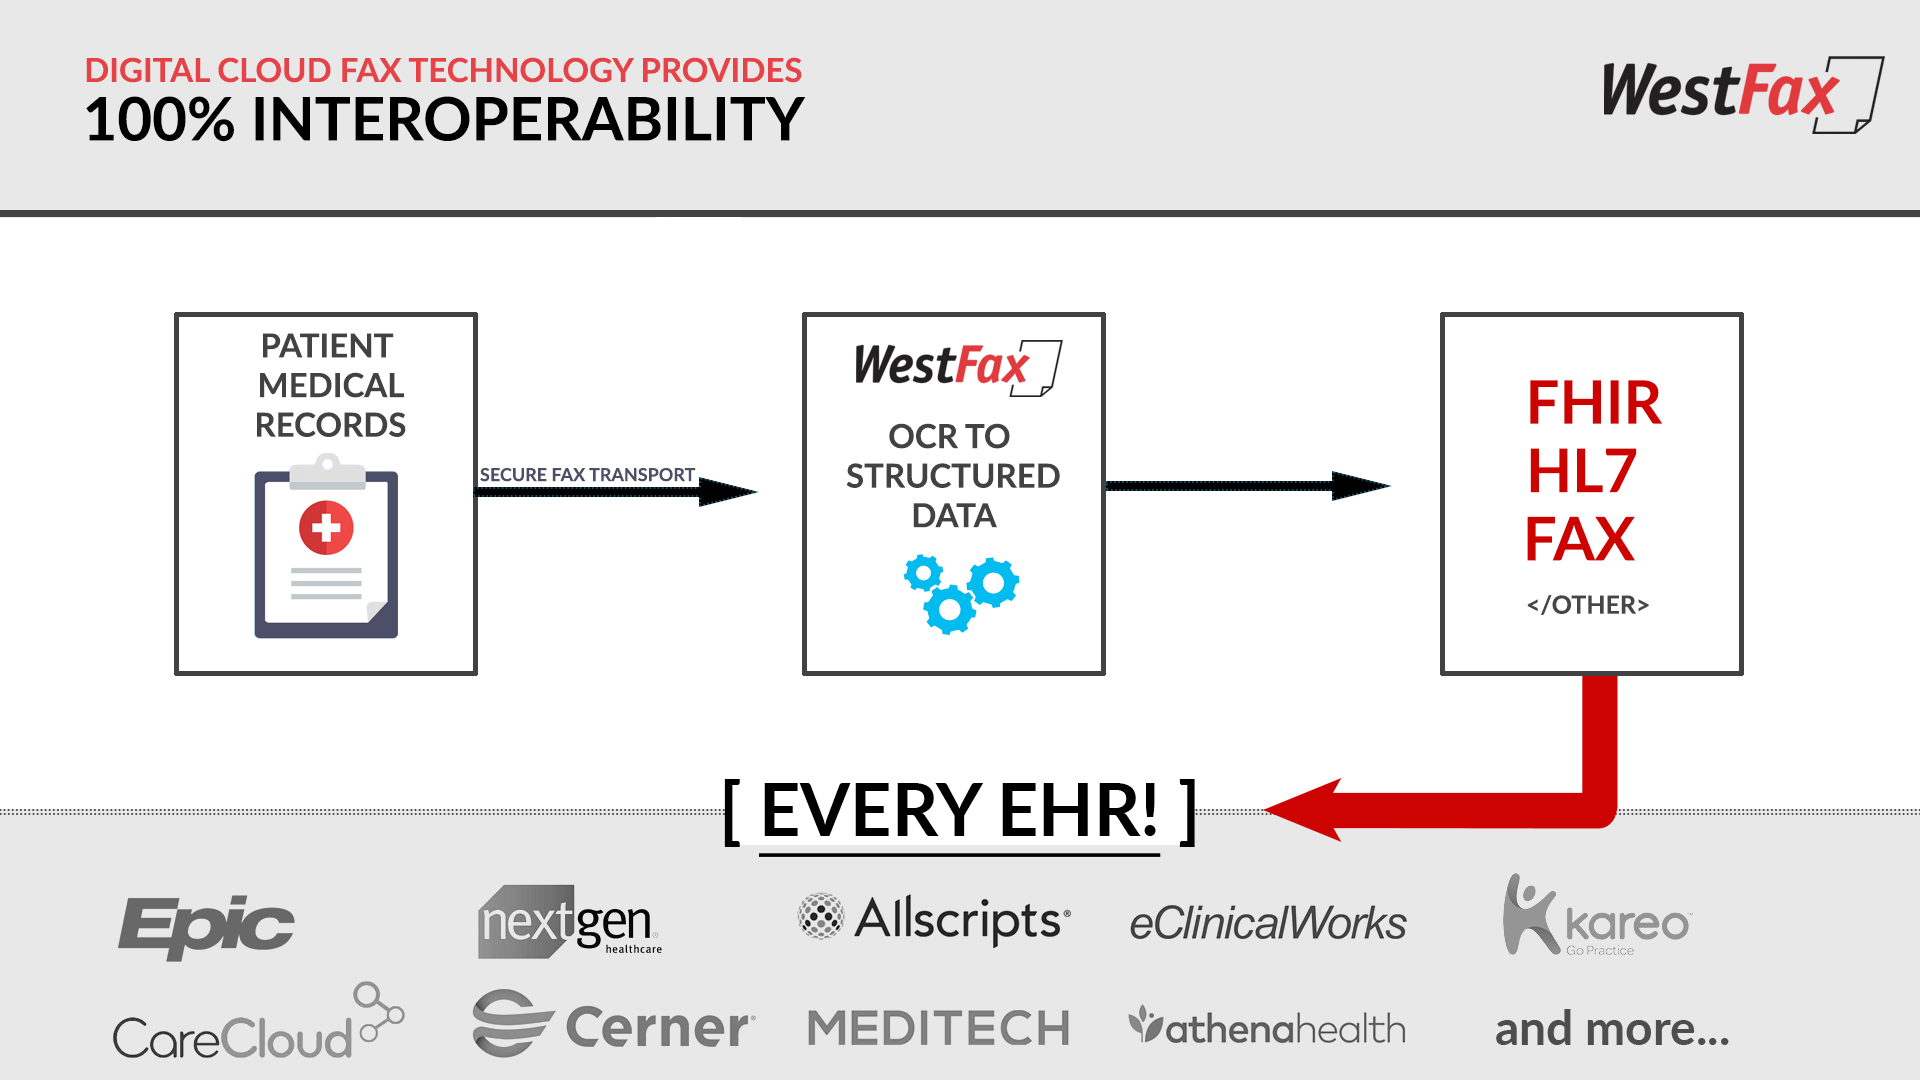 DIGITAL CLOUD FAX TECHNOLOGY PROVIDES
100% INTEROPERABILITY
WestFax
PATIENT
MEDICAL
RECORDS
SECURE FAX TRANSPORT
WestFax
OCR TO
STRUCTURED
DATA
FHIR
HL7
FAX
</OTHER>
[ EVERY EHR! ]
Epic
nextgen
healthcare
Allscripts®
eClinicalWorks
kareo™
Go Practice
CareCloud
Cerner®
MEDITECH
athenahealth
and more...